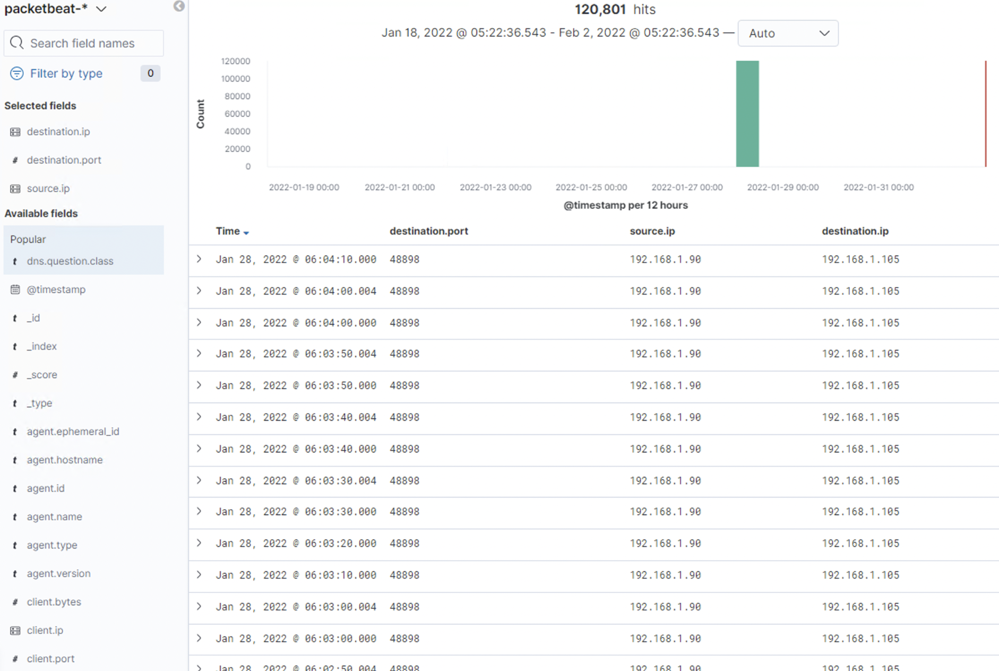 packetbeat-*
Search field names
Filter by type 0
Selected fields
destination.ip
# destination.port
source.ip
Available fields
Popular
t dns.question.class
@timestamp
t _id
t _index
# _score
t _type
t agent.ephemeral_id
t agent.hostname
t agent.id
t agent.name
t agent.type
t agent.version
# client.bytes
client.ip
# client.port
120,801 hits
Jan 18, 2022 @ 05:22:36.543 - Feb 2, 2022 @ 05:22:36.543 — Auto
Count
120000
100000
80000
60000
40000
20000
0
2022-01-19 00:00 2022-01-21 00:00 2022-01-23 00:00 2022-01-25 00:00 2022-01-27 00:00 2022-01-29 00:00 2022-01-31 00:00
@timestamp per 12 hours
Time destination.port source.ip destination.ip
Jan 28, 2022 @ 06:04:10.000 48898 192.168.1.90 192.168.1.105
Jan 28, 2022 @ 06:04:00.004 48898 192.168.1.90 192.168.1.105
Jan 28, 2022 @ 06:04:00.000 48898 192.168.1.90 192.168.1.105
Jan 28, 2022 @ 06:03:50.004 48898 192.168.1.90 192.168.1.105
Jan 28, 2022 @ 06:03:50.000 48898 192.168.1.90 192.168.1.105
Jan 28, 2022 @ 06:03:40.004 48898 192.168.1.90 192.168.1.105
Jan 28, 2022 @ 06:03:40.000 48898 192.168.1.90 192.168.1.105
Jan 28, 2022 @ 06:03:30.004 48898 192.168.1.90 192.168.1.105
Jan 28, 2022 @ 06:03:30.000 48898 192.168.1.90 192.168.1.105
Jan 28, 2022 @ 06:03:20.000 48898 192.168.1.90 192.168.1.105
Jan 28, 2022 @ 06:03:10.000 48898 192.168.1.90 192.168.1.105
Jan 28, 2022 @ 06:03:00.004 48898 192.168.1.90 192.168.1.105
Jan 28, 2022 @ 06:03:00.000 48898 192.168.1.90 192.168.1.105
Jan 28, 2022 @ 06:02:50.004 48898 192.168.1.90 192.168.1.105